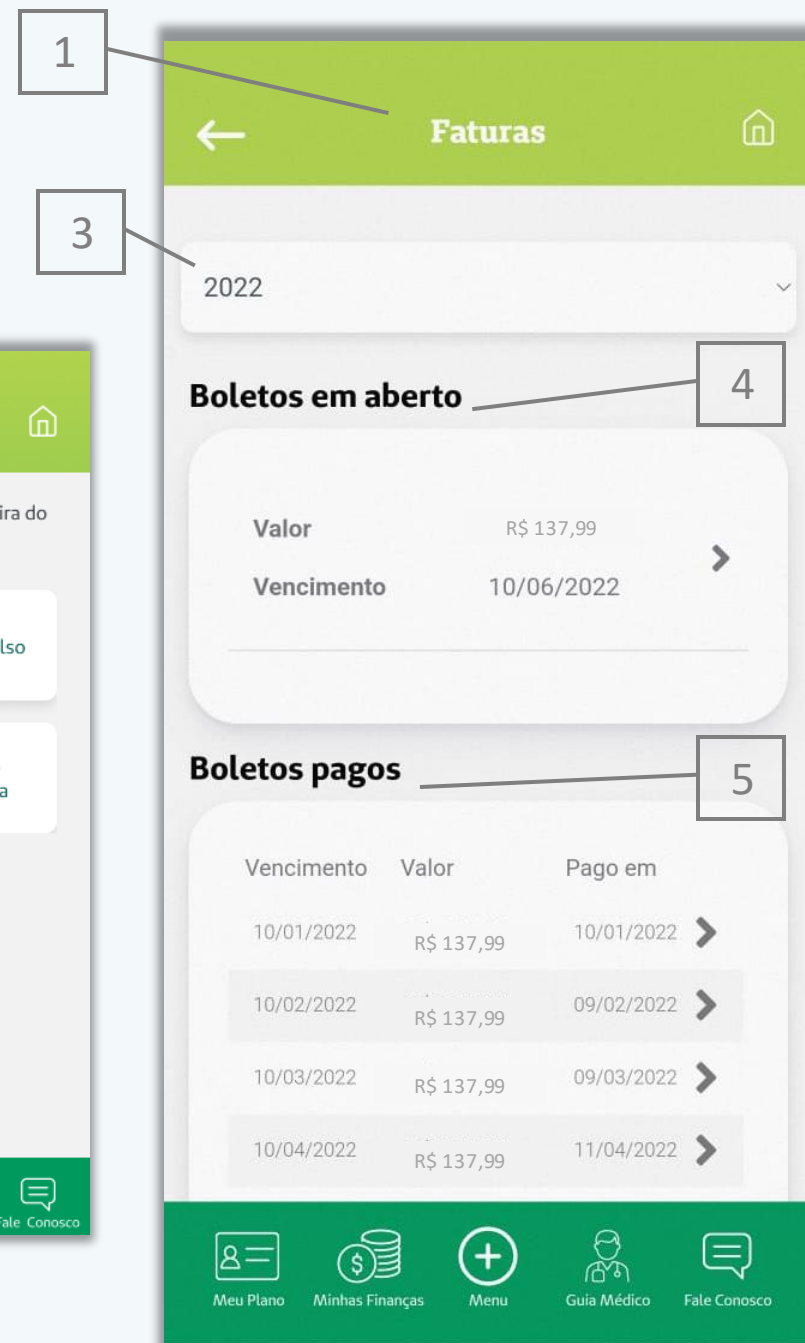 1
Faturas
3
2022
Boletos em aberto
4
Valor R$ 137,99
Vencimento 10/06/2022
Boletos pagos
5
Vencimento Valor Pago em
10/01/2022 R$ 137,99 10/01/2022
10/02/2022 R$ 137,99 09/02/2022
10/03/2022 R$ 137,99 09/03/2022
10/04/2022 R$ 137,99 11/04/2022
Meu Plano Minhas Finanças Menu Guia Médico Fale Conosco
do
Fale Conosco